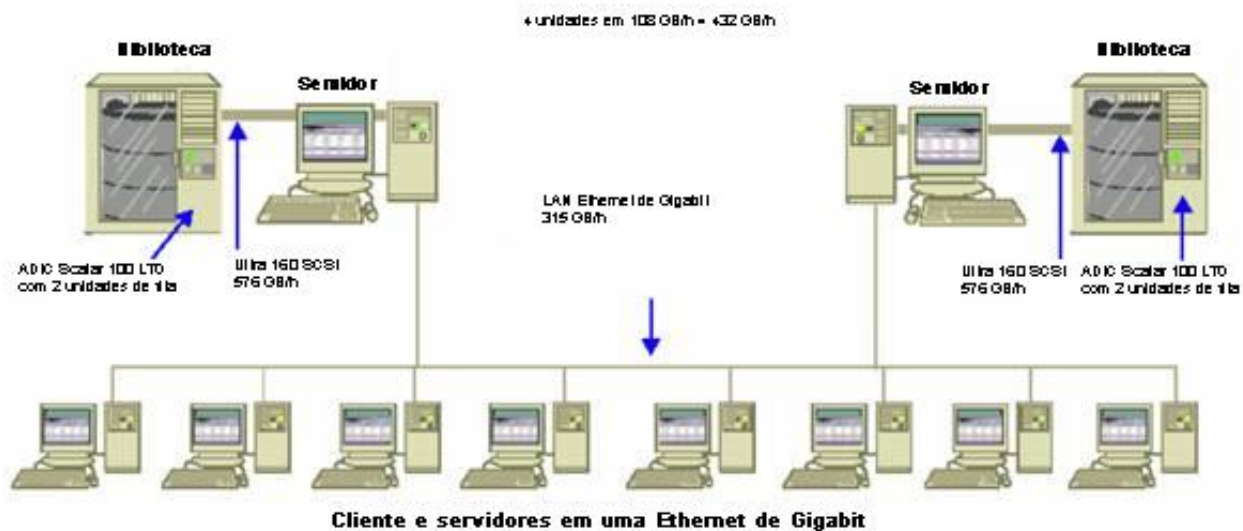 4 unidades em 108 GB/h = 432 GB/h
Biblioteca
Servidor
Servidor
Biblioteca
LAN Ethernet de Gigabit
315 GB/h
ADIC Scalar 100 LTO
com 2 unidades de fita
Ultra 160 SCSI
576 GB/h
Ultra 160 SCSI
576 GB/h
ADIC Scalar 100 LTO
com 2 unidades de fita
Cliente e servidores em uma Ethernet de Gigabit